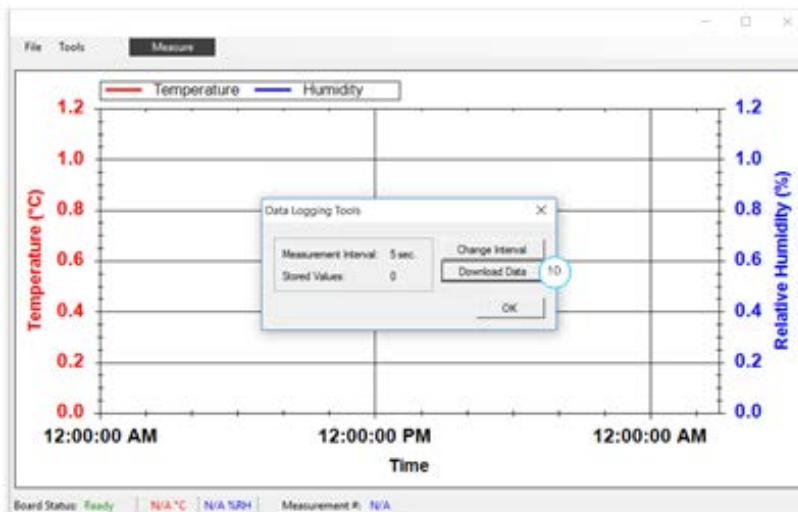 File Tools Measure
Temperature Humidity
1.2 1.2
1.0 1.0
0.8 0.8
0.6 0.6
0.4 0.4
0.2 0.2
0.0 0.0
Temperature (°C)
Relative Humidity (%)
Data Logging Tools
Measurement Interval: 5 sec.
Stored Values: 0
Change Interval
Download Data 10
OK
12:00:00 AM 12:00:00 PM 12:00:00 AM
Time
Board Status: Ready N/A °C N/A %RH Measurement #: N/A